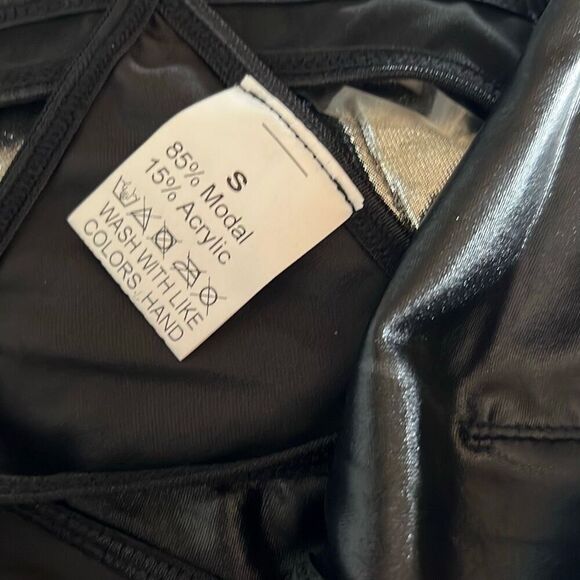 S
85% Modal
15% Acrylic
WASH WITH LIKE
COLORS, HAND